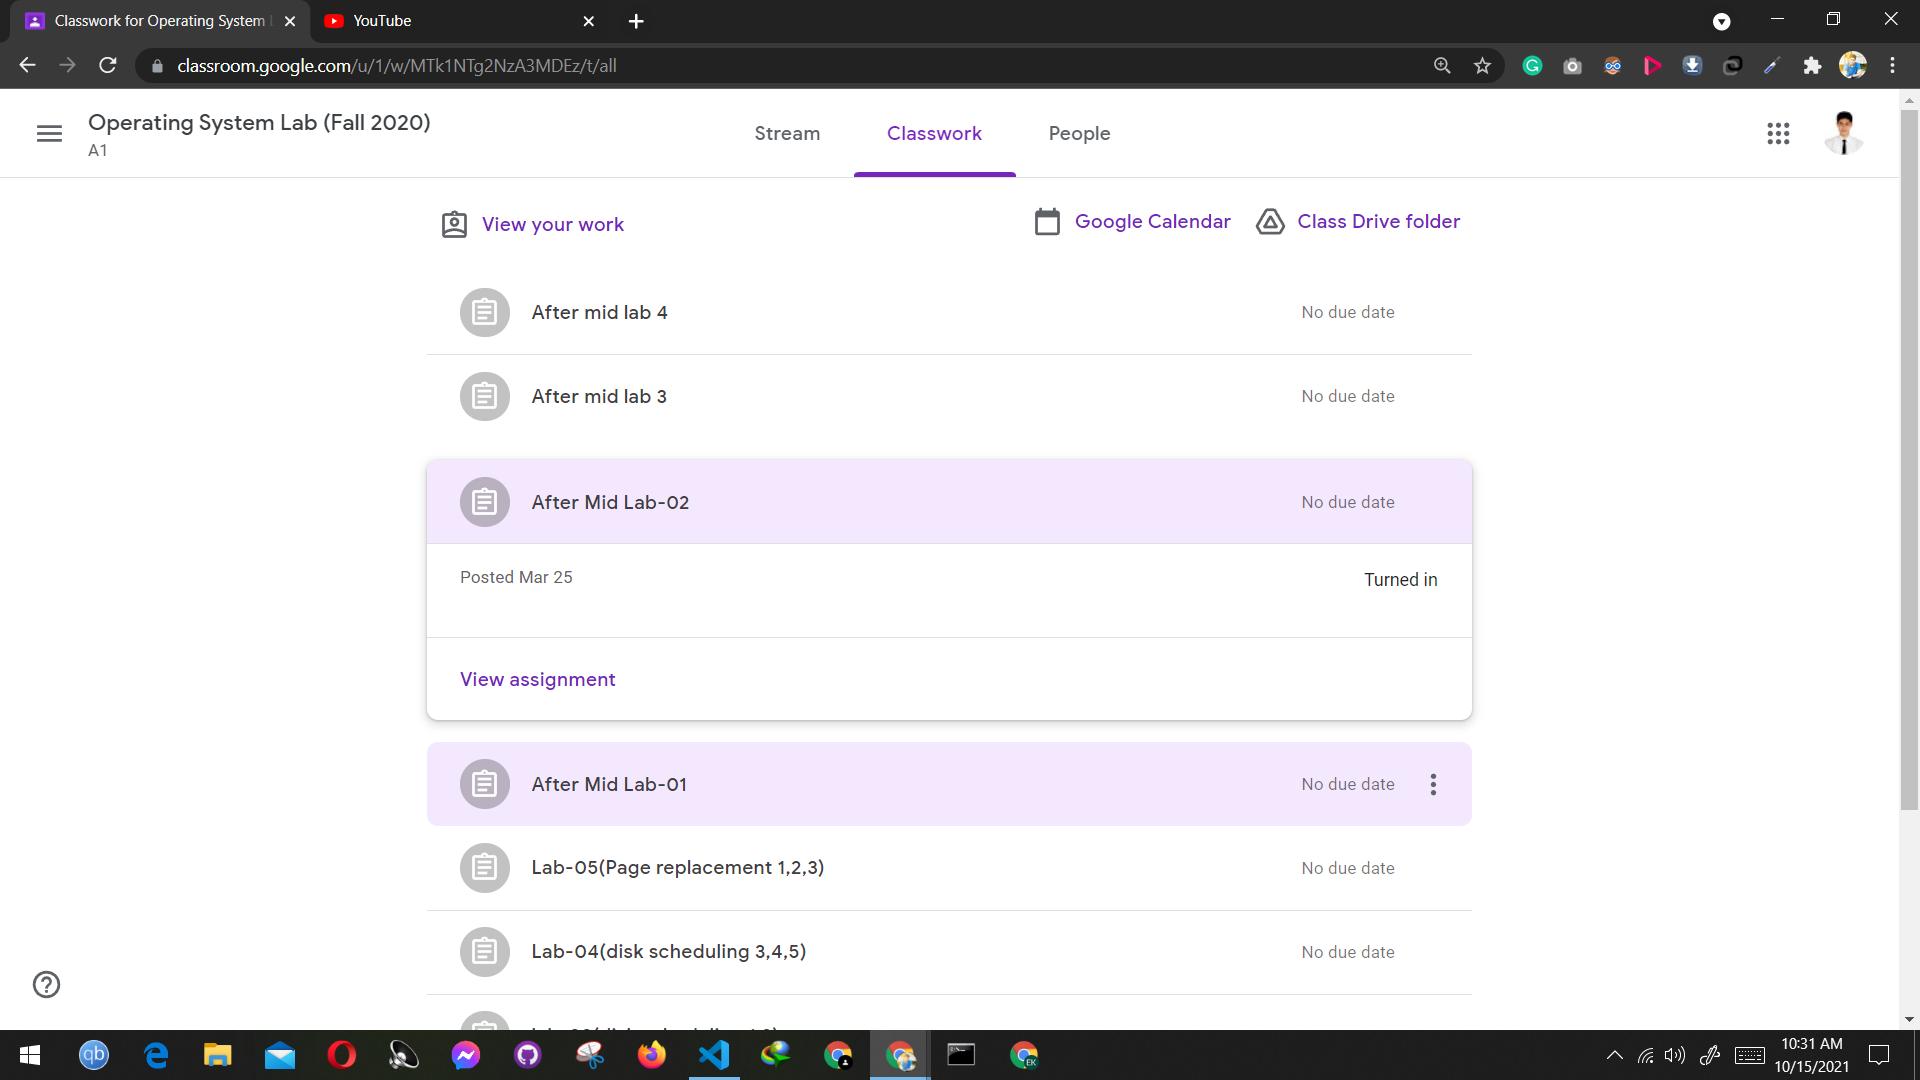 Classwork for Operating System
YouTube
classroom.google.com/u/1/w/MTk1NTg2NzA3MDEz/t/all
Operating System Lab (Fall 2020)
A1
Stream
Classwork
People
View your work
Google Calendar
Class Drive folder
After mid lab 4
No due date
After mid lab 3
No due date
After Mid Lab-02
No due date
Posted Mar 25
Turned in
View assignment
After Mid Lab-01
No due date
Lab-05(Page replacement 1,2,3)
No due date
Lab-04(disk scheduling 3,4,5)
No due date
qb
EK
10:31 AM
10/15/2021